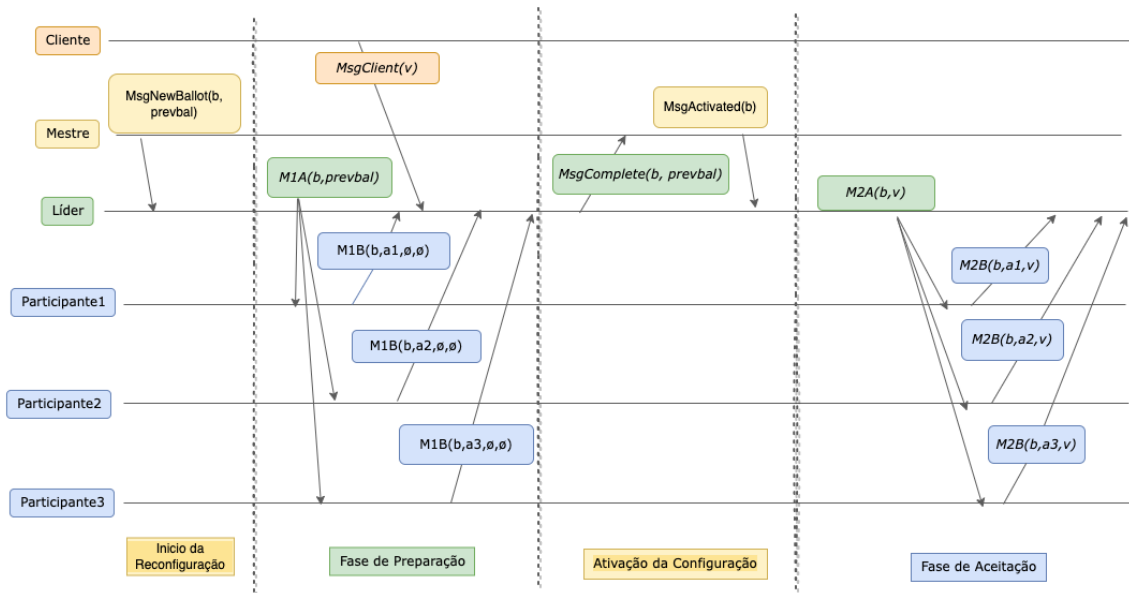 Cliente
MsgClient(v)
MsgNewBallot(b,
prevbal)
MsgActivated(b)
Mestre
M1A(b,prevbal)
MsgComplete(b, prevbal)
M2A(b,v)
Líder
M1B(b,a1,ø,ø)
M2B(b,a1,v)
Participante1
M1B(b,a2,ø,ø)
M2B(b,a2,v)
Participante2
M1B(b,a3,ø,ø)
M2B(b,a3,v)
Participante3
Inicio da
Reconfiguração
Fase de Preparação
Ativação da Configuração
Fase de Aceitação